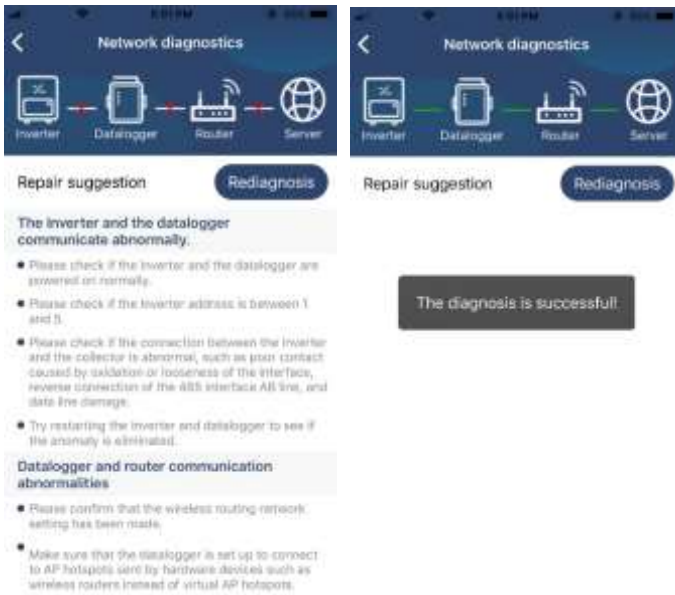 Network diagnostics
Inverter
Datalogger
Router
Server
Repair suggestion
Rediagnosis
The Inverter and the datalogger
communicate abnormally.
Please check if the Inverter and the datalogger are
powered on normally.
Please check if the Inverter address is between 1
and 5.
Please check if the connection between the Inverter
and the collector is abnormal, such as poor contact
caused by oxidation or looseness of the interface,
reverse connection of the 485 interface AB line, and
data line damage.
Try restarting the Inverter and datalogger to see if
the anomaly is eliminated.
Datalogger and router communication
abnormalities
Please confirm that the wireless routing network
setting has been made.
Make sure that the datalogger is set up to connect
to AP hotspots sent by hardware devices such as
wireless routers instead of virtual AP hotspots.
Network diagnostics
Inverter
Datalogger
Router
Server
Repair suggestion
Rediagnosis
The diagnosis is successful!